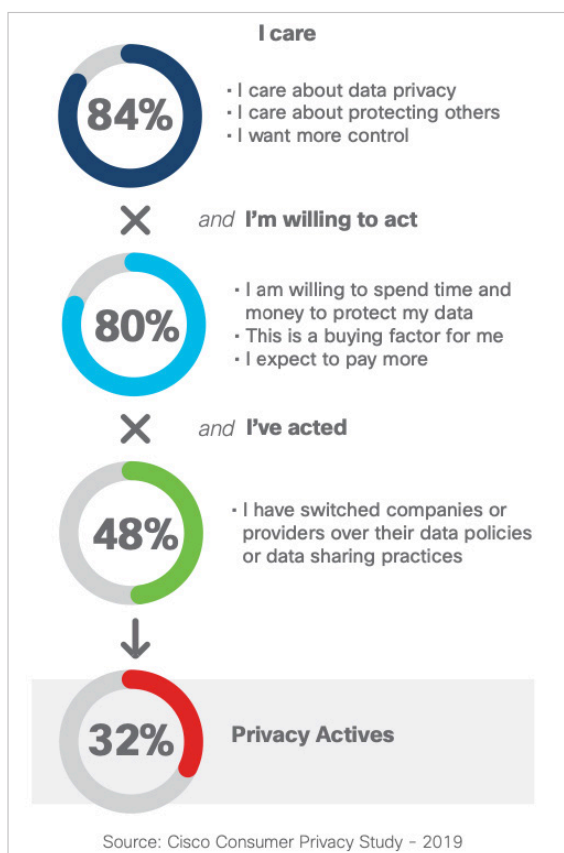 I care
84%
· I care about data privacy
· I care about protecting others
· I want more control
× and I'm willing to act
80%
· I am willing to spend time and
money to protect my data
· This is a buying factor for me
· I expect to pay more
× and I've acted
48%
· I have switched companies or
providers over their data policies
or data sharing practices
32%
Privacy Actives
Source: Cisco Consumer Privacy Study - 2019